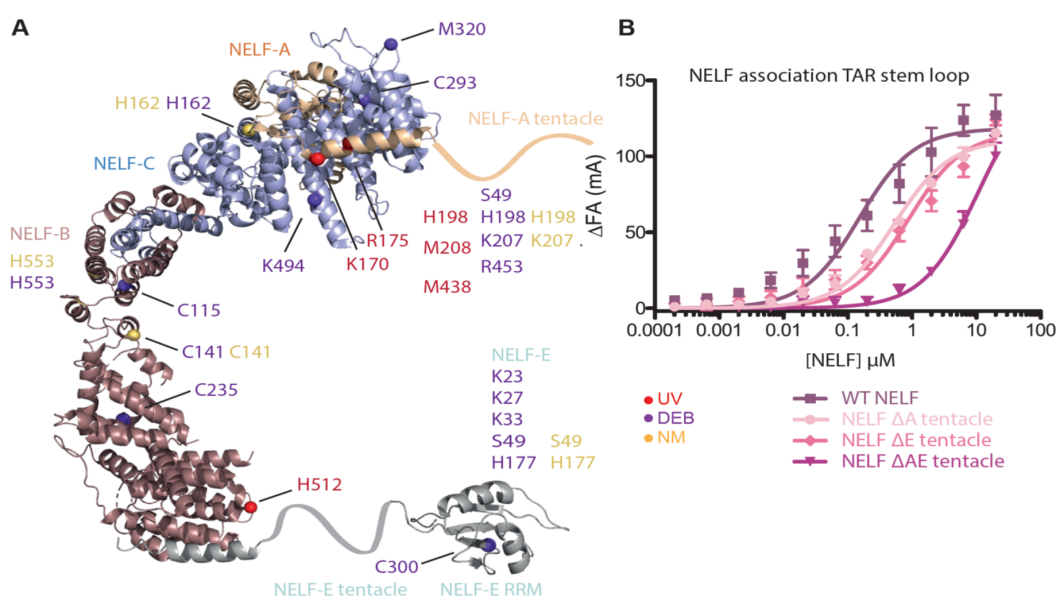 A
NELF-A
M320
C293
H162 H162
NELF-A tentacle
NELF-C
S49
H198 H198 H198
R175
K207 K207 .
M208
K494
K170
R453
M438
NELF-B
H553
H553
C115
C141 C141
C235
NELF-E
K23
K27
K33
S49 S49
H177 H177
H512
C300
NELF-E tentacle NELF-E RRM
B
NELF association TAR stem loop
150
100
50
0
ΔFA (mA)
0.0001 0.001 0.01 0.1 1 10 100
[NELF] μM
UV
DEB
NM
WT NELF
NELF ΔA tentacle
NELF ΔE tentacle
NELF ΔAE tentacle